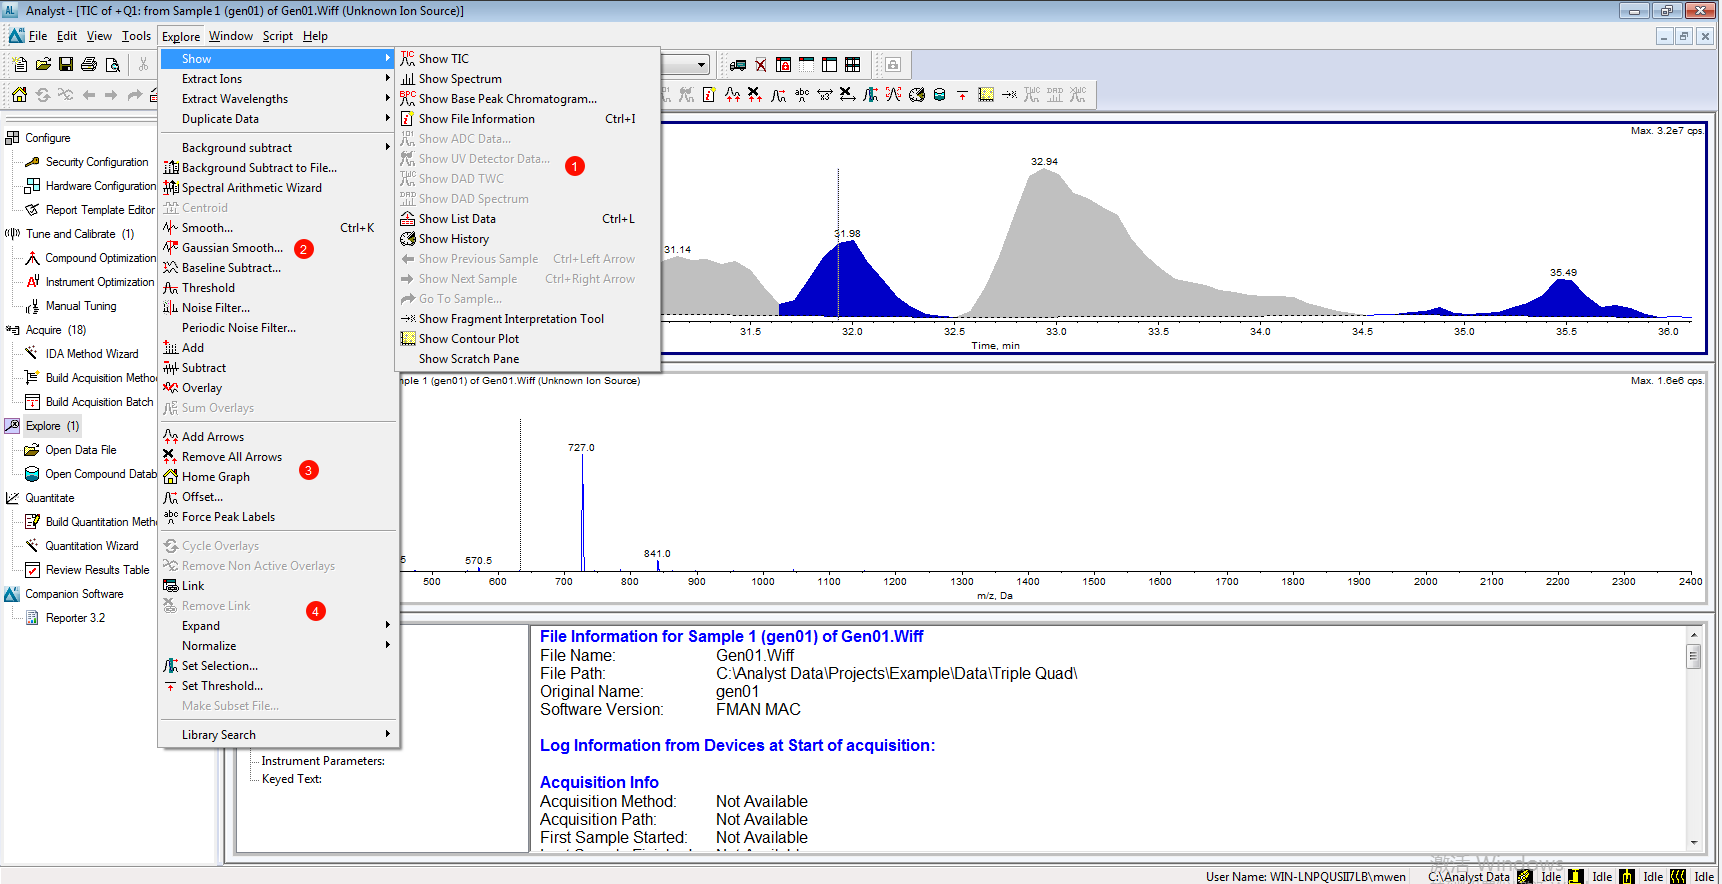 Analyst - [TIC of +Q1: from Sample 1 (gen01) of Gen01.Wiff (Unknown Ion Source)]
File Edit View Tools Explore Window Script Help
Configure
Security Configuration
Hardware Configuration
Report Template Editor
Tune and Calibrate (1)
Compound Optimization
Instrument Optimization
Manual Tuning
Acquire (18)
IDA Method Wizard
Build Acquisition Metho
Build Acquisition Batch
Explore (1)
Open Data File
Open Compound Datab
Quantitate
Build Quantitation Metho
Quantitation Wizard
Review Results Table
Companion Software
Reporter 3.2
Show
Extract Ions
Extract Wavelengths
Duplicate Data
Background subtract
Background Subtract to File...
Spectral Arithmetic Wizard
Centroid
Smooth... Ctrl+K
Gaussian Smooth... 2
Baseline Subtract...
Threshold
Noise Filter...
Periodic Noise Filter...
Add
Subtract
Overlay
Sum Overlays
Add Arrows
Remove All Arrows
Home Graph 3
Offset...
Force Peak Labels
Cycle Overlays
Remove Non Active Overlays
Link
Remove Link 4
Expand
Normalize
Set Selection...
Set Threshold...
Make Subset File...
Library Search
Show TIC
Show Spectrum
Show Base Peak Chromatogram...
Show File Information Ctrl+I
Show ADC Data...
Show UV Detector Data... 1
Show DAD TWC
Show DAD Spectrum
Show List Data Ctrl+L
Show History
Show Previous Sample Ctrl+Left Arrow
Show Next Sample Ctrl+Right Arrow
Go To Sample...
Show Fragment Interpretation Tool
Show Contour Plot
Show Scratch Pane
Max. 3.2e7 cps.
32.94
31.98
31.14
35.49
31.5 32.0 32.5 33.0 33.5 34.0 34.5 35.0 35.5 36.0
Time, min
ple 1 (gen01) of Gen01.Wiff (Unknown Ion Source) Max. 1.6e6 cps.
727.0
841.0
570.5
500 600 700 800 900 1000 1100 1200 1300 1400 1500 1600 1700 1800 1900 2000 2100 2200 2300 2400
m/z, Da
Instrument Parameters:
Keyed Text:
File Information for Sample 1 (gen01) of Gen01.Wiff
File Name: Gen01.Wiff
File Path: C:\Analyst Data\Projects\Example\Data\Triple Quad\
Original Name: gen01
Software Version: FMAN MAC
Log Information from Devices at Start of acquisition:
Acquisition Info
Acquisition Method: Not Available
Acquisition Path: Not Available
First Sample Started: Not Available
激活 Windows
User Name: WIN-LNPQUSII7LB\mwen C:\Analyst Data Idle Idle Idle Idle